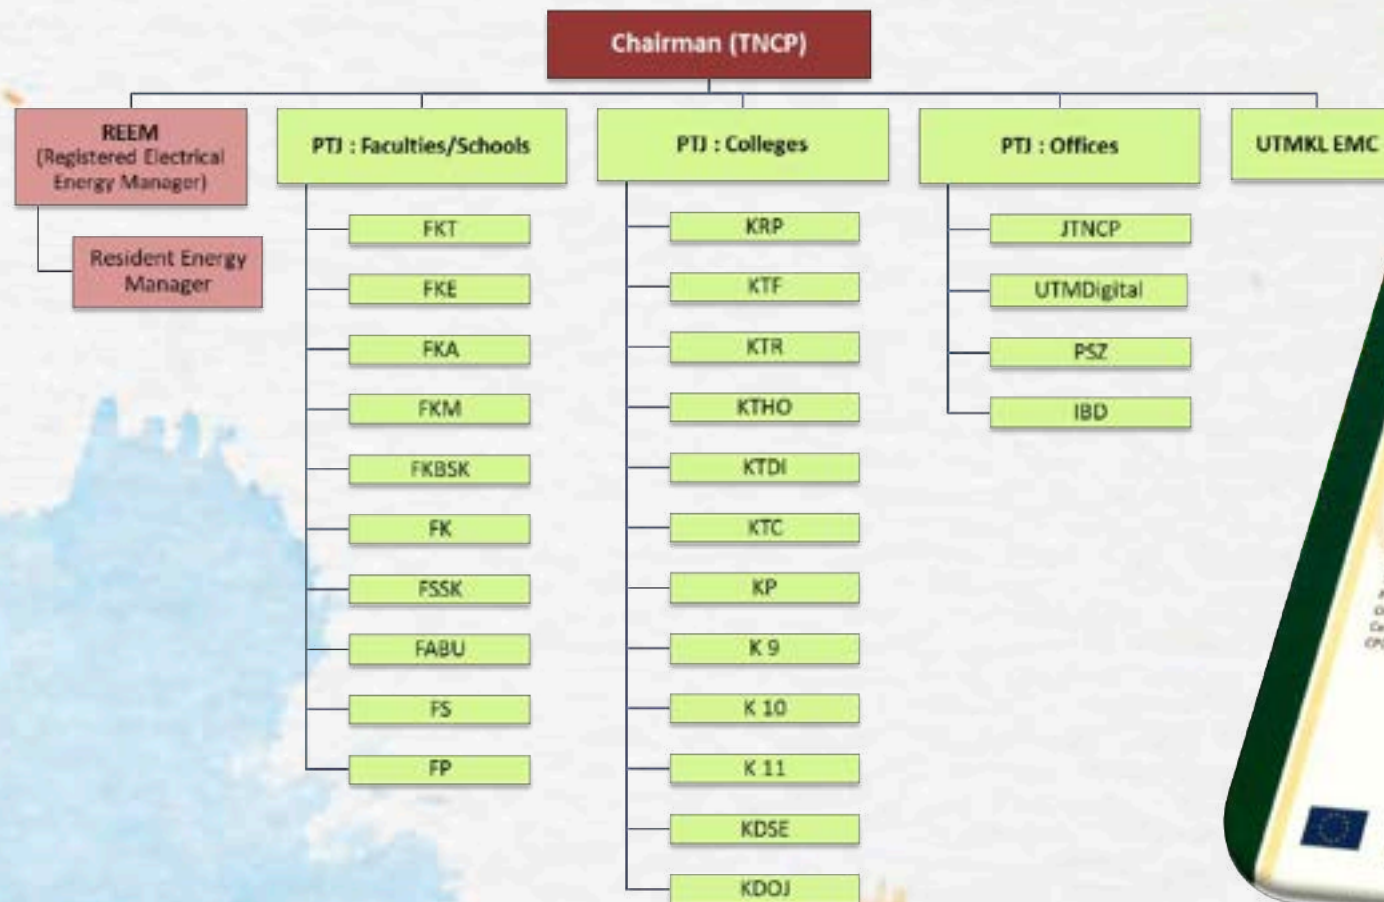 Chairman (TNCP)
REEM
(Registered Electrical
Energy Manager)
Resident Energy
Manager
PTJ : Faculties/Schools
FKT
FKE
FKA
FKM
FKBSK
FK
FSSK
FABU
FS
FP
PTJ : Colleges
KRP
KTF
KTR
KTHO
KTDI
KTC
KP
K 9
K 10
K 11
KDSE
KDOJ
PTJ : Offices
JTNCP
UTMDigital
PSZ
IBD
UTMKL EMC